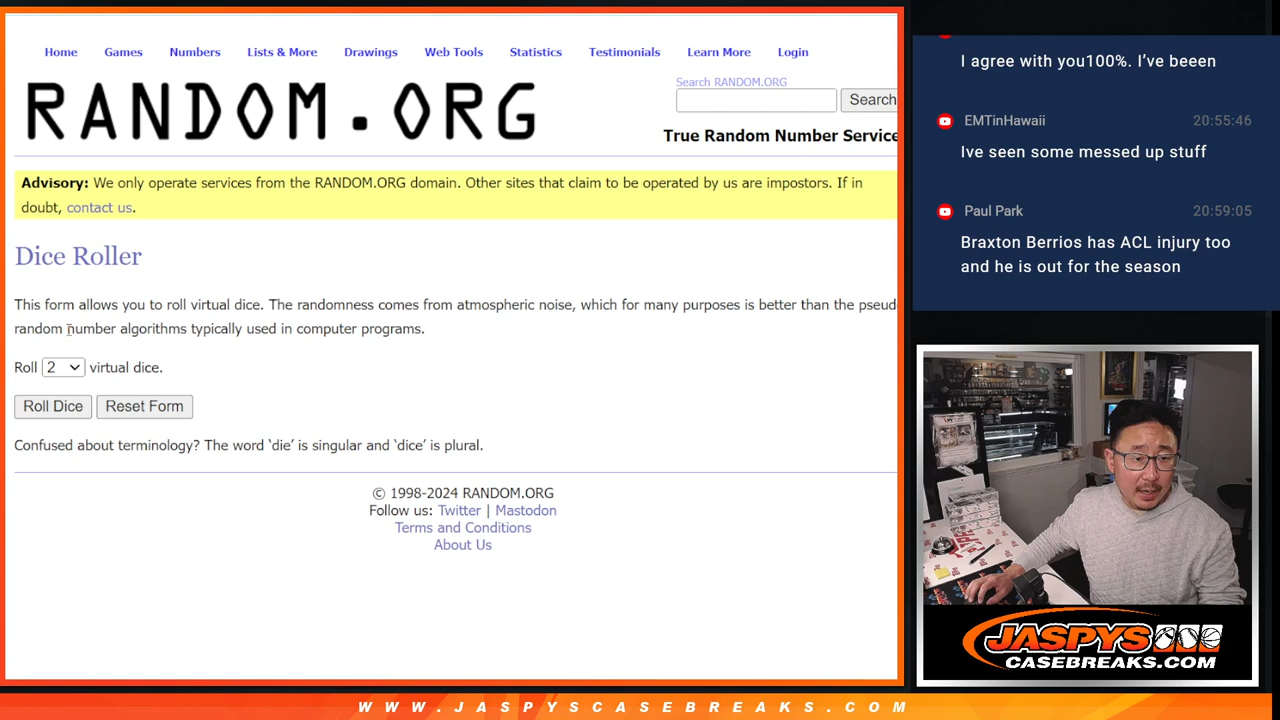 Home Games Numbers Lists & More Drawings Web Tools Statistics Testimonials Learn More Login
RANDOM.ORG
Search RANDOM.ORG
Search
True Random Number Service
Advisory: We only operate services from the RANDOM.ORG domain. Other sites that claim to be operated by us are impostors. If in
doubt, contact us.
Dice Roller
This form allows you to roll virtual dice. The randomness comes from atmospheric noise, which for many purposes is better than the pseudo
random number algorithms typically used in computer programs.
Roll 2 virtual dice.
Roll Dice Reset Form
Confused about terminology? The word ‘die’ is singular and ‘dice’ is plural.
© 1998-2024 RANDOM.ORG
Follow us: Twitter | Mastodon
Terms and Conditions
About Us
I agree with you100%. I’ve beeen
EMTinHawaii 20:55:46
Ive seen some messed up stuff
Paul Park 20:59:05
Braxton Berrios has ACL injury too
and he is out for the season
JASPYS
CASEBREAKS.COM
WWW.JASPYSCASEBREAKS.COM